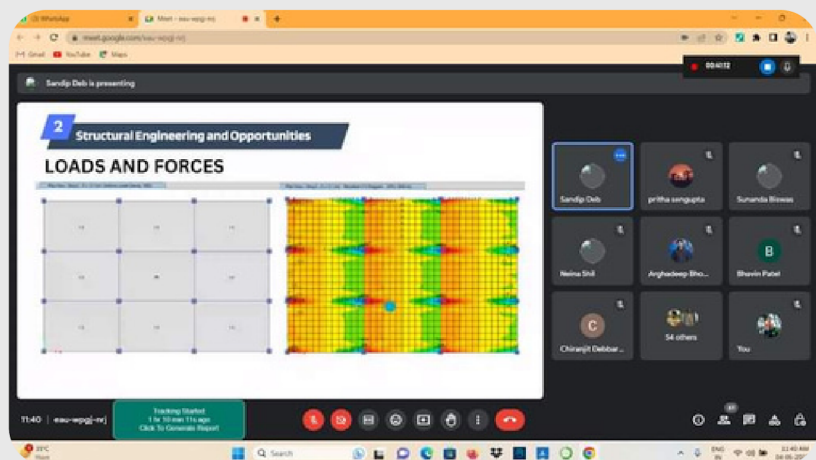 WhatsApp
Meet - eau-wpgj-nrj
meet.google.com/eau-wpgj-nrj
Gmail YouTube Maps
00:41:12
Sandip Deb is presenting
2
Structural Engineering and Opportunities
LOADS AND FORCES
Sandip Deb
pritha sengupta
Sunanda Biswas
Neina Shil
Arghadeep Bho...
B
Bhavin Patel
C
Chiranjit Debbar...
54 others
You
11:40 | eau-wpgj-nrj
Tracking Started
1 hr 10 min 11s ago
Click To Generate Report
Search
ENG
IN
11:40 AM